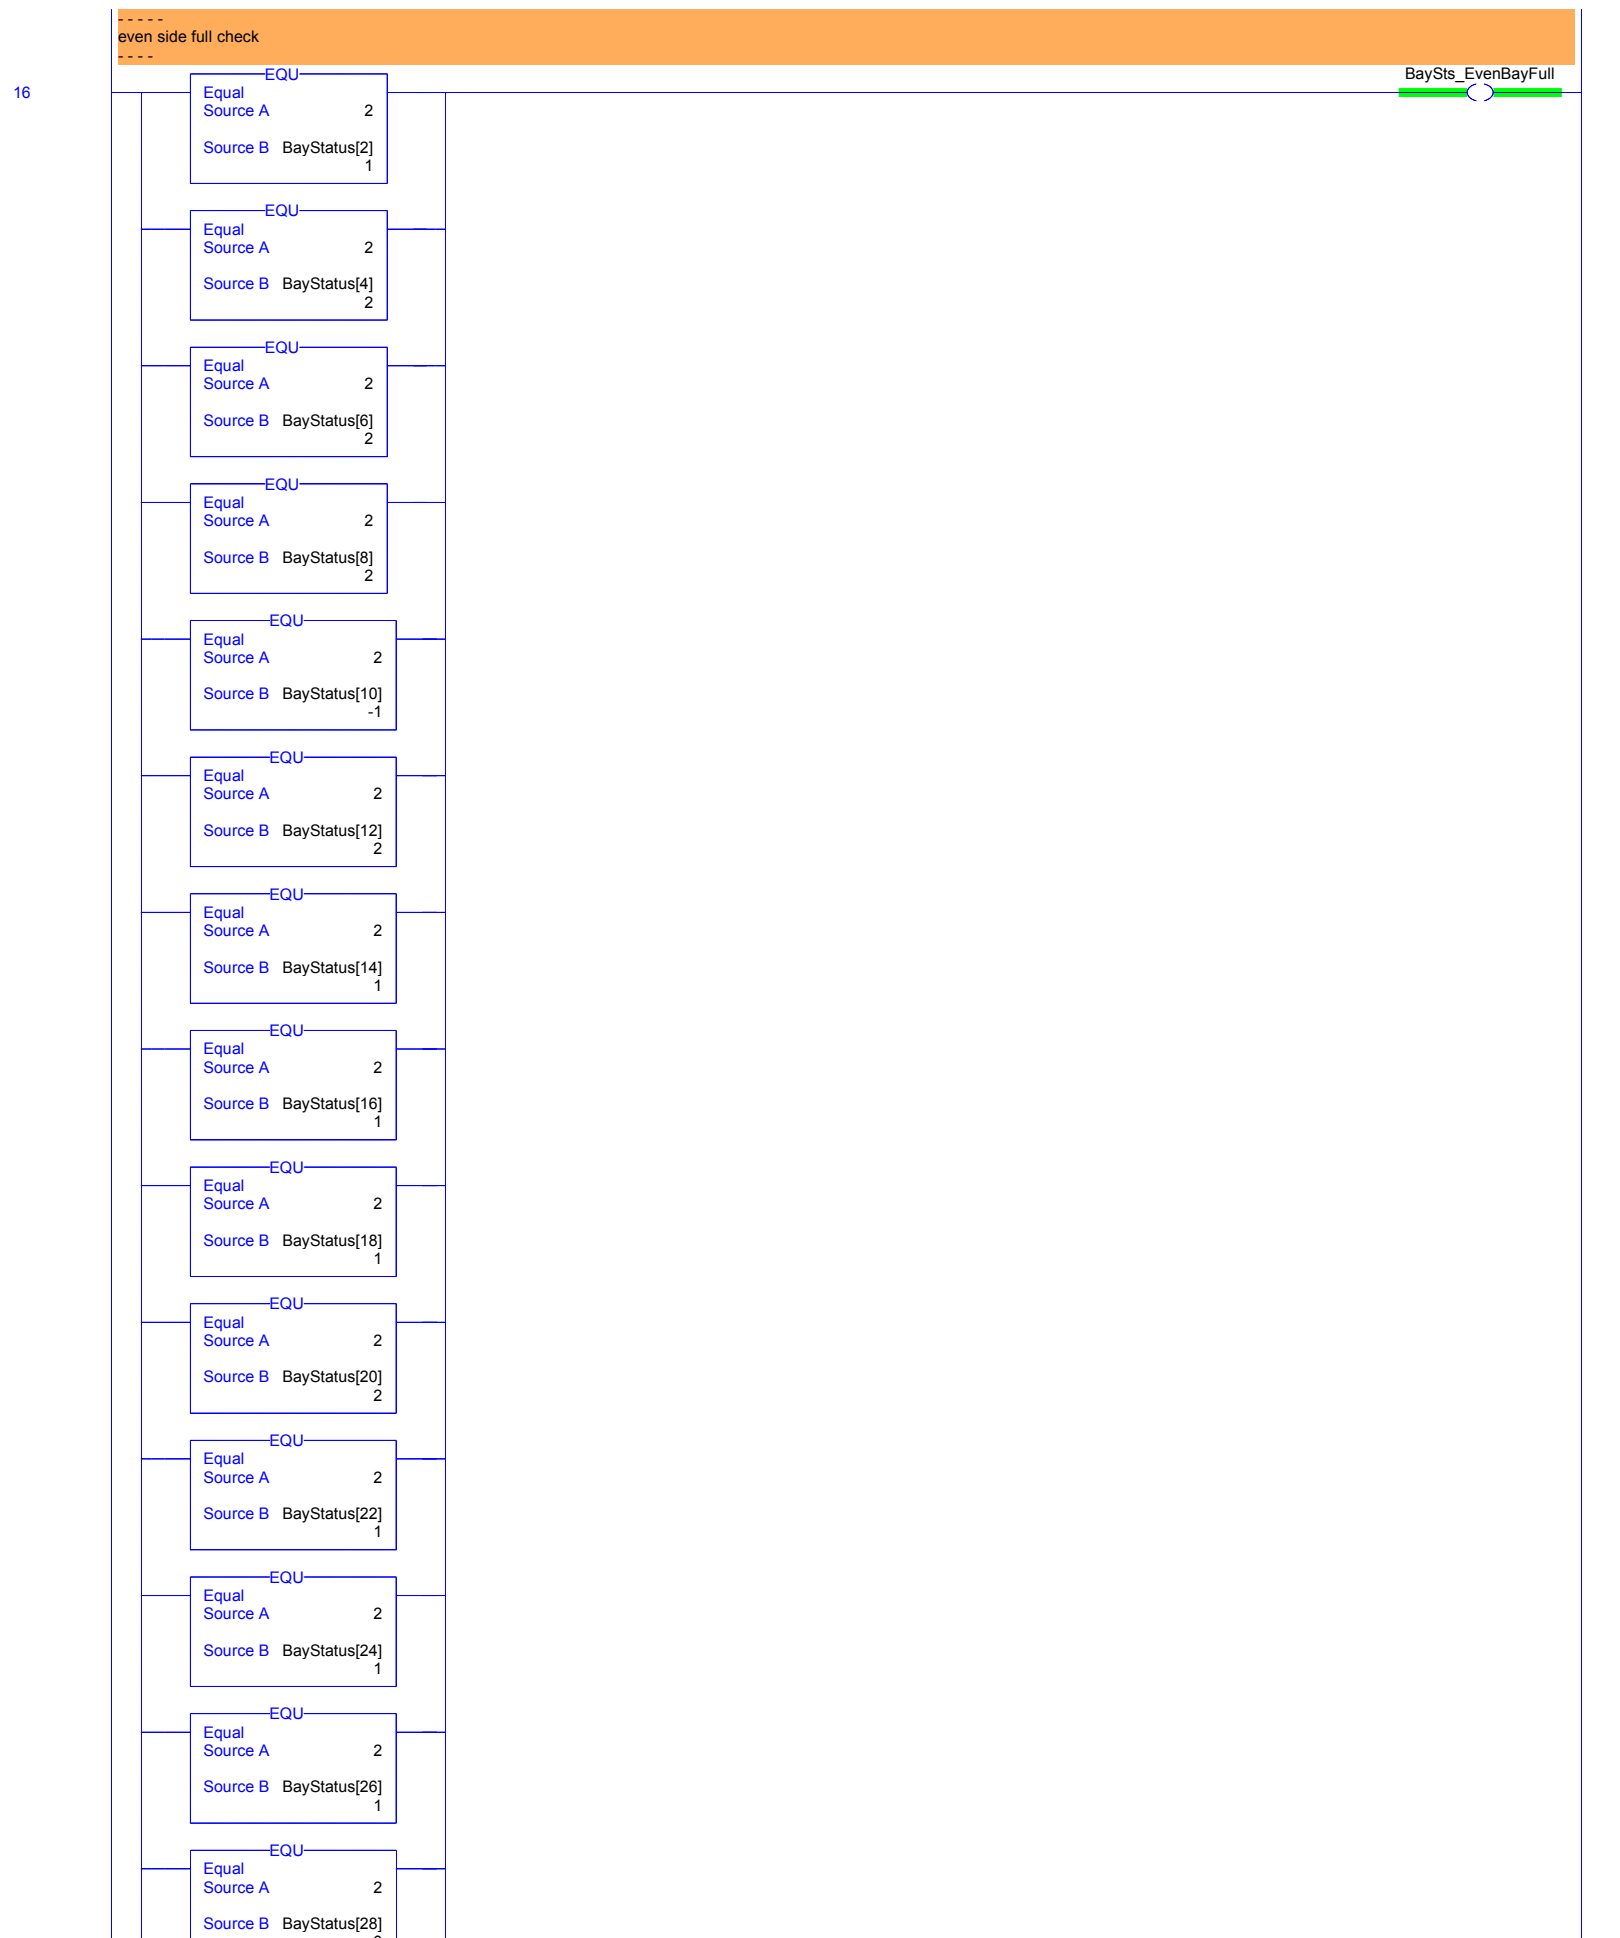 - - - - -
even side full check
- - - -
16
BaySts_EvenBayFull
EQU
Equal
Source A 2
Source B BayStatus[2]
1
EQU
Equal
Source A 2
Source B BayStatus[4]
2
EQU
Equal
Source A 2
Source B BayStatus[6]
2
EQU
Equal
Source A 2
Source B BayStatus[8]
2
EQU
Equal
Source A 2
Source B BayStatus[10]
-1
EQU
Equal
Source A 2
Source B BayStatus[12]
2
EQU
Equal
Source A 2
Source B BayStatus[14]
1
EQU
Equal
Source A 2
Source B BayStatus[16]
1
EQU
Equal
Source A 2
Source B BayStatus[18]
1
EQU
Equal
Source A 2
Source B BayStatus[20]
2
EQU
Equal
Source A 2
Source B BayStatus[22]
1
EQU
Equal
Source A 2
Source B BayStatus[24]
1
EQU
Equal
Source A 2
Source B BayStatus[26]
1
EQU
Equal
Source A 2
Source B BayStatus[28]